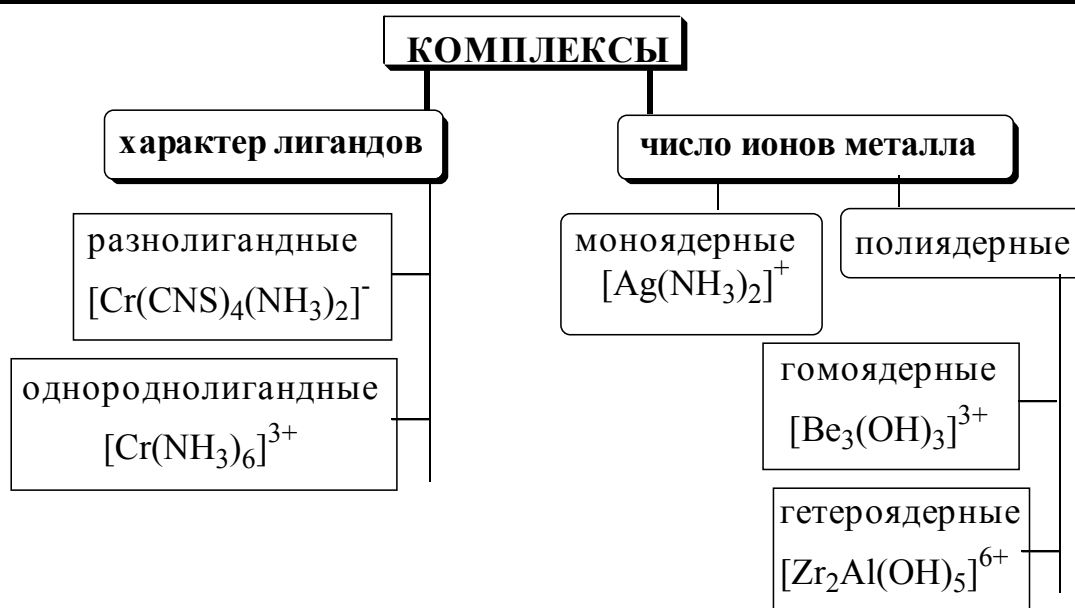 КОМПЛЕКСЫ
характер лигандов
разнолигандные
[Cr(CNS)₄(NH₃)₂]⁻
однороднолигандные
[Cr(NH₃)₆]³⁺
число ионов металла
моноядерные
[Ag(NH₃)₂]⁺
полиядерные
гомоядерные
[Be₃(OH)₃]³⁺
гетероядерные
[Zr₂Al(OH)₅]⁶⁺